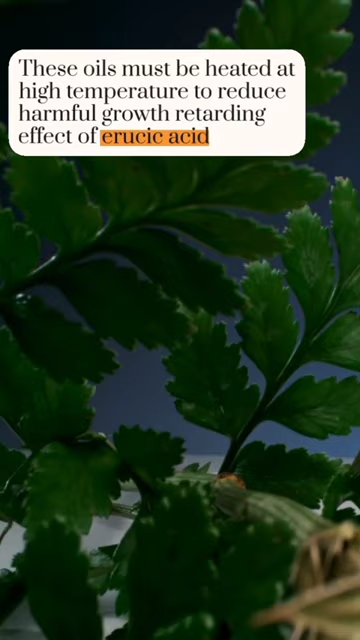 These oils must be heated at
high temperature to reduce
harmful growth retarding
effect of erucic acid